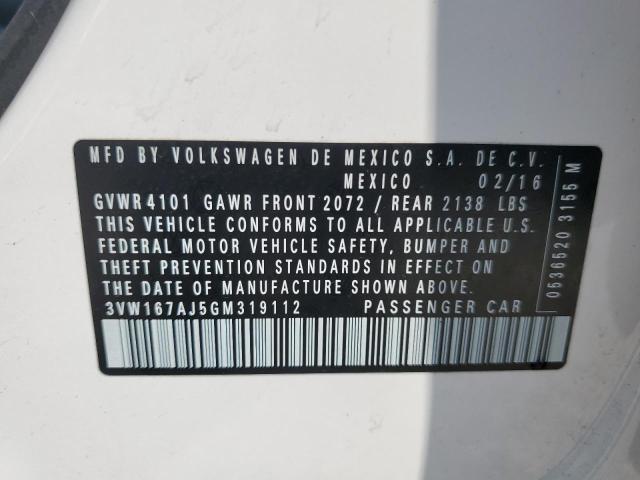 MFD BY VOLKSWAGEN DE MEXICO S.A. DE C.V.
MEXICO 02/16
GVWR 4101 GAWR FRONT 2072 / REAR 2138 LBS
THIS VEHICLE CONFORMS TO ALL APPLICABLE U.S.
FEDERAL MOTOR VEHICLE SAFETY, BUMPER AND
THEFT PREVENTION STANDARDS IN EFFECT ON
THE DATE OF MANUFACTURE SHOWN ABOVE.
3VW167AJ5GM319112 PASSENGER CAR
0536520 3155 M